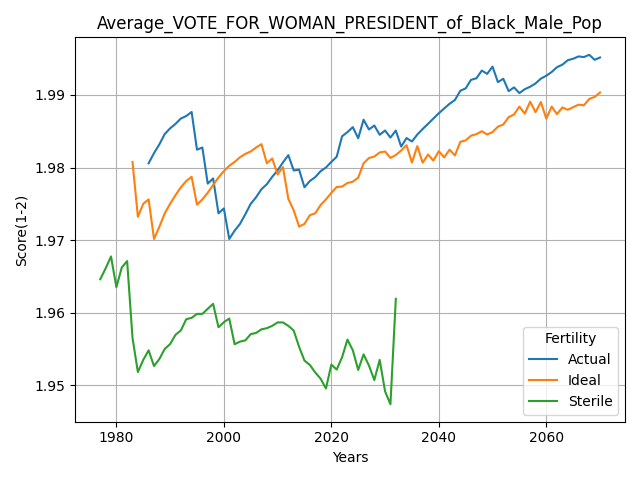 Average_VOTE_FOR_WOMAN_PRESIDENT_of_Black_Male_Pop
Score(1-2)
1.99
1.98
1.97
1.96
1.95
1980 2000 2020 2040 2060
Years
Fertility
Actual
Ideal
Sterile